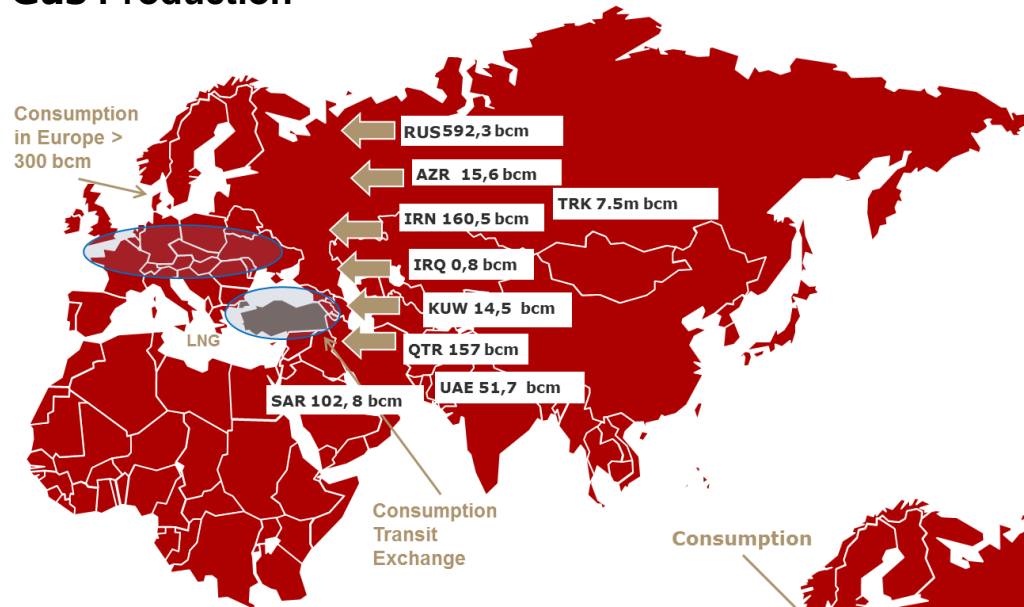 Gas Production
Consumption
in Europe >
300 bcm
RUS592,3 bcm
AZR 15,6 bcm
TRK 7.5m bcm
IRN 160,5 bcm
IRQ 0,8 bcm
KUW 14,5 bcm
LNG
QTR 157 bcm
UAE 51,7 bcm
SAR 102, 8 bcm
Consumption
Transit
Exchange
Consumption